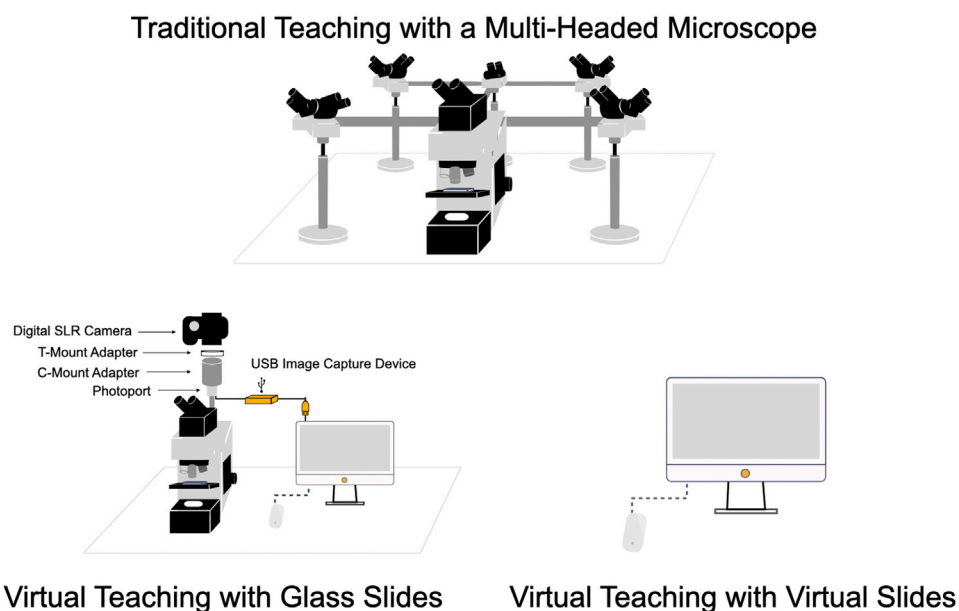 Traditional Teaching with a Multi-Headed Microscope
Digital SLR Camera
T-Mount Adapter
C-Mount Adapter
Photoport
USB Image Capture Device
Virtual Teaching with Glass Slides
Virtual Teaching with Virtual Slides